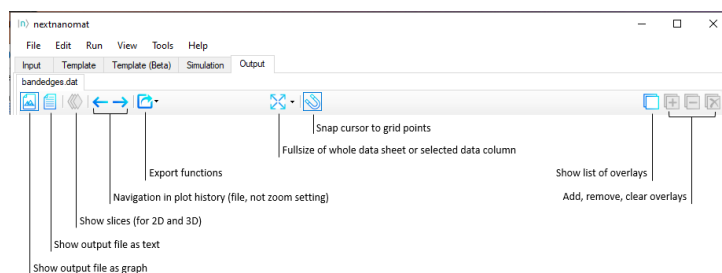 |n⟩ nextnanomat
File Edit Run View Tools Help
Input Template Template (Beta) Simulation Output
bandedges.dat
Snap cursor to grid points
Fullsize of whole data sheet or selected data column
Export functions
Show list of overlays
Navigation in plot history (file, not zoom setting)
Add, remove, clear overlays
Show slices (for 2D and 3D)
Show output file as text
Show output file as graph